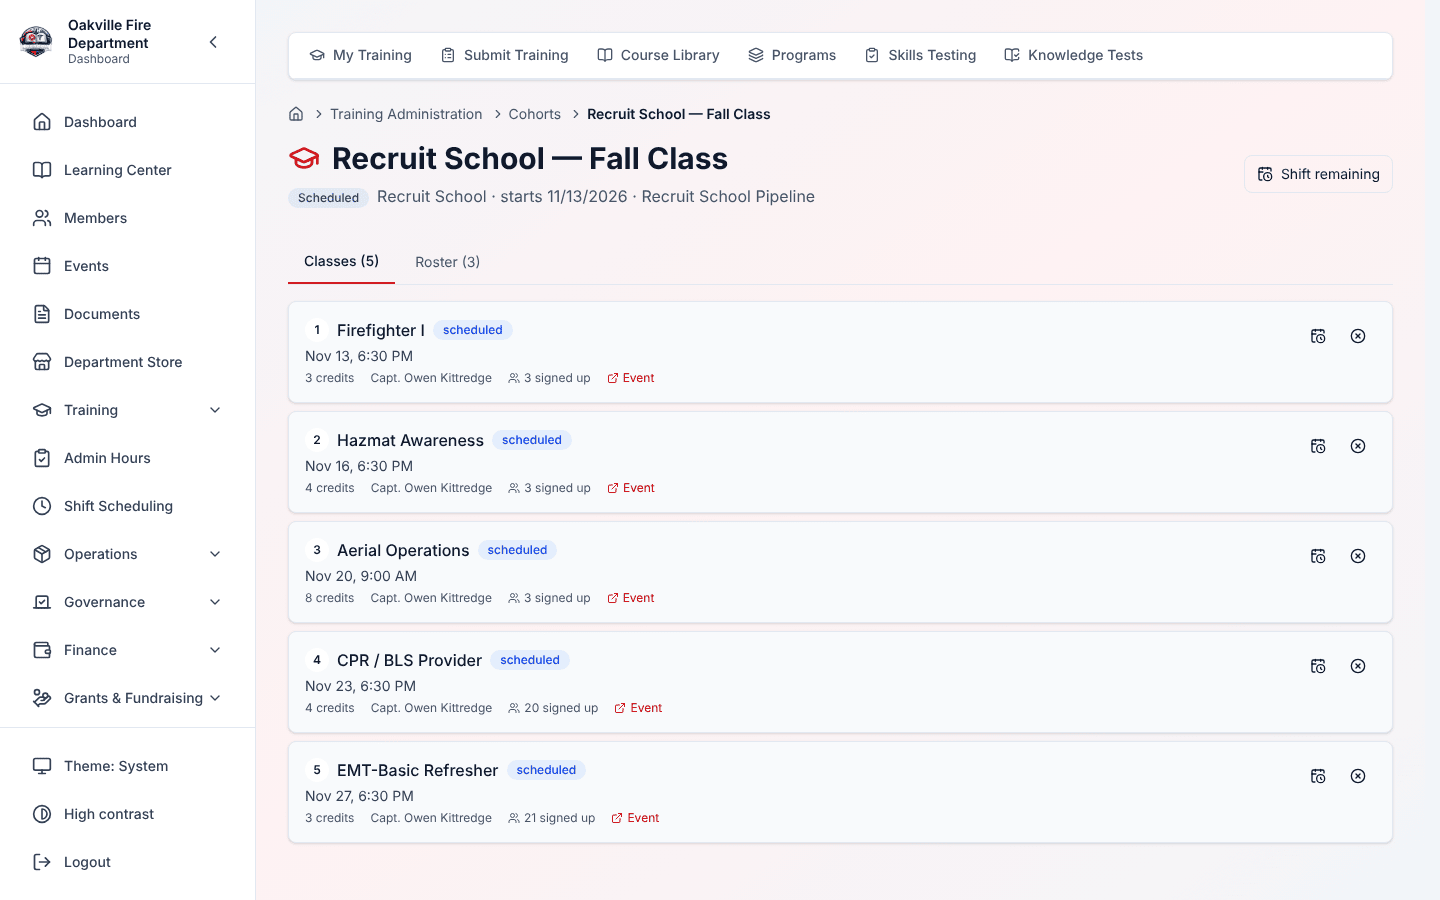 Oakville Fire
Department
Dashboard
Dashboard
Learning Center
Members
Events
Documents
Department Store
Training
Admin Hours
Shift Scheduling
Operations
Governance
Finance
Grants & Fundraising
Theme: System
High contrast
Logout
My Training Submit Training Course Library Programs Skills Testing Knowledge Tests
Training Administration Cohorts Recruit School — Fall Class
Recruit School — Fall Class
Scheduled Recruit School · starts 11/13/2026 · Recruit School Pipeline
Shift remaining
Classes (5) Roster (3)
1 Firefighter I scheduled
Nov 13, 6:30 PM
3 credits Capt. Owen Kittredge 3 signed up Event
2 Hazmat Awareness scheduled
Nov 16, 6:30 PM
4 credits Capt. Owen Kittredge 3 signed up Event
3 Aerial Operations scheduled
Nov 20, 9:00 AM
8 credits Capt. Owen Kittredge 3 signed up Event
4 CPR / BLS Provider scheduled
Nov 23, 6:30 PM
4 credits Capt. Owen Kittredge 20 signed up Event
5 EMT-Basic Refresher scheduled
Nov 27, 6:30 PM
3 credits Capt. Owen Kittredge 21 signed up Event